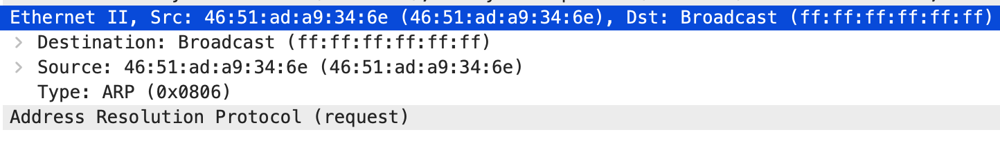 Ethernet II, Src: 46:51:ad:a9:34:6e (46:51:ad:a9:34:6e), Dst: Broadcast (ff:ff:ff:ff:ff:ff)
Destination: Broadcast (ff:ff:ff:ff:ff:ff)
Source: 46:51:ad:a9:34:6e (46:51:ad:a9:34:6e)
Type: ARP (0x0806)
Address Resolution Protocol (request)